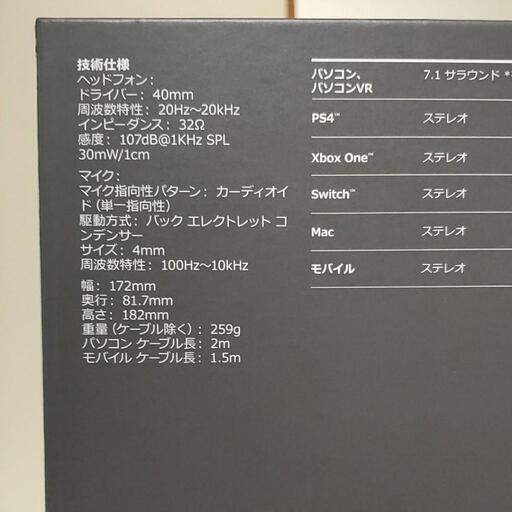 技術仕様
ヘッドフォン：
ドライバー： 40mm
周波数特性： 20Hz～20kHz
インピーダンス： 32Ω
感度： 107dB@1KHz SPL
30mW/1cm
マイク：
マイク指向性パターン： カーディオイ
ド（単一指向性）
駆動方式： バック エレクトレット コ
ンデンサー
サイズ： 4mm
周波数特性： 100Hz～10kHz
幅： 172mm
奥行： 81.7mm
高さ： 182mm
重量（ケーブル除く）： 259g
パソコン ケーブル長： 2m
モバイル ケーブル長： 1.5m
パソコン、
パソコンVR
7.1 サラウンド *
PS4™ ステレオ
Xbox One™ ステレオ
Switch™ ステレオ
Mac ステレオ
モバイル ステレオ